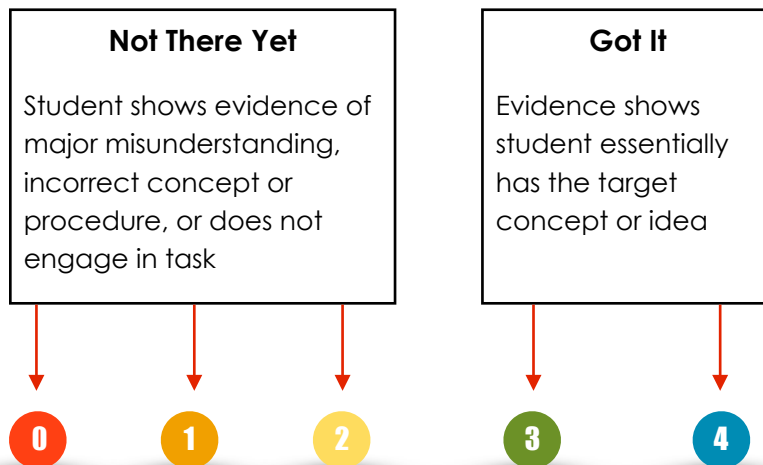 Not There Yet
Student shows evidence of
major misunderstanding,
incorrect concept or
procedure, or does not
engage in task
Got It
Evidence shows
student essentially
has the target
concept or idea
0
1
2
3
4